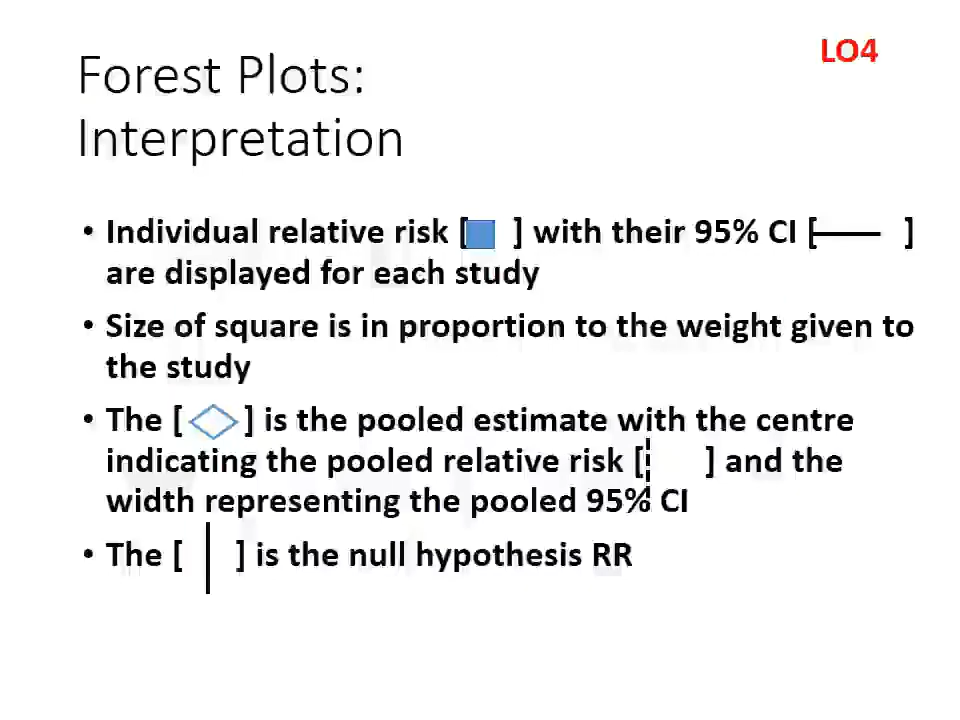 LO4
Forest Plots:
Interpretation
• Individual relative risk [ ] with their 95% CI [ ]
are displayed for each study
• Size of square is in proportion to the weight given to
the study
• The [ ] is the pooled estimate with the centre
indicating the pooled relative risk [ ] and the
width representing the pooled 95% CI
• The [ ] is the null hypothesis RR